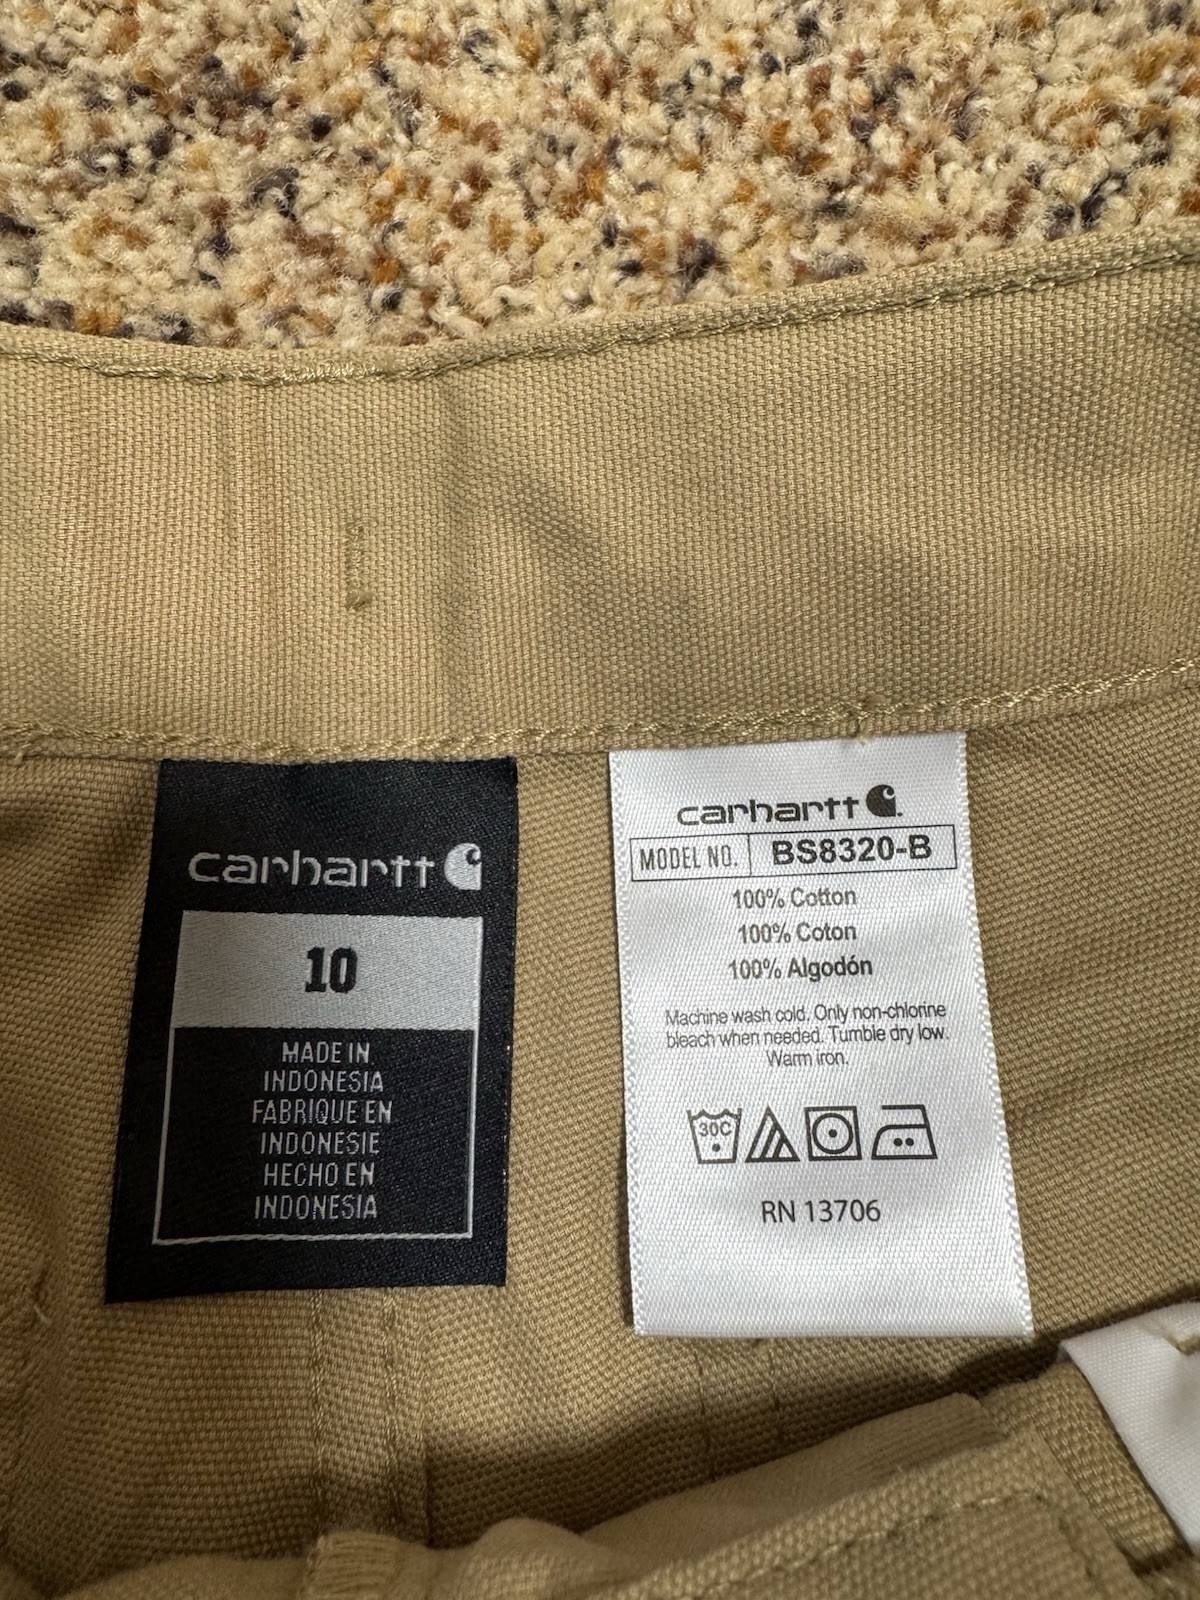 carhartt
10
MADE IN
INDONESIA
FABRIQUE EN
INDONESIE
HECHO EN
INDONESIA
carhartt
MODEL NO. BS8320-B
100% Cotton
100% Coton
100% Algodón
Machine wash cold. Only non-chlorine
bleach when needed. Tumble dry low.
Warm iron.
30C
RN 13706